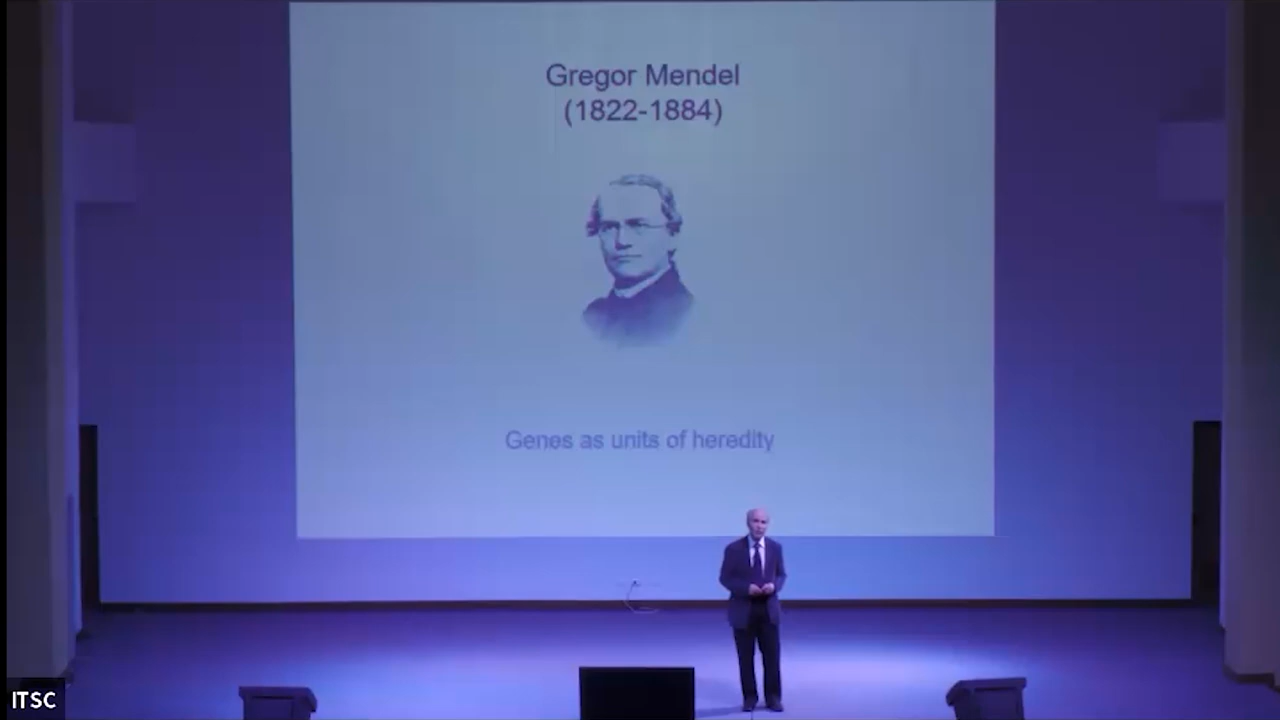 Gregor Mendel
(1822-1884)
Genes as units of heredity
ITSC